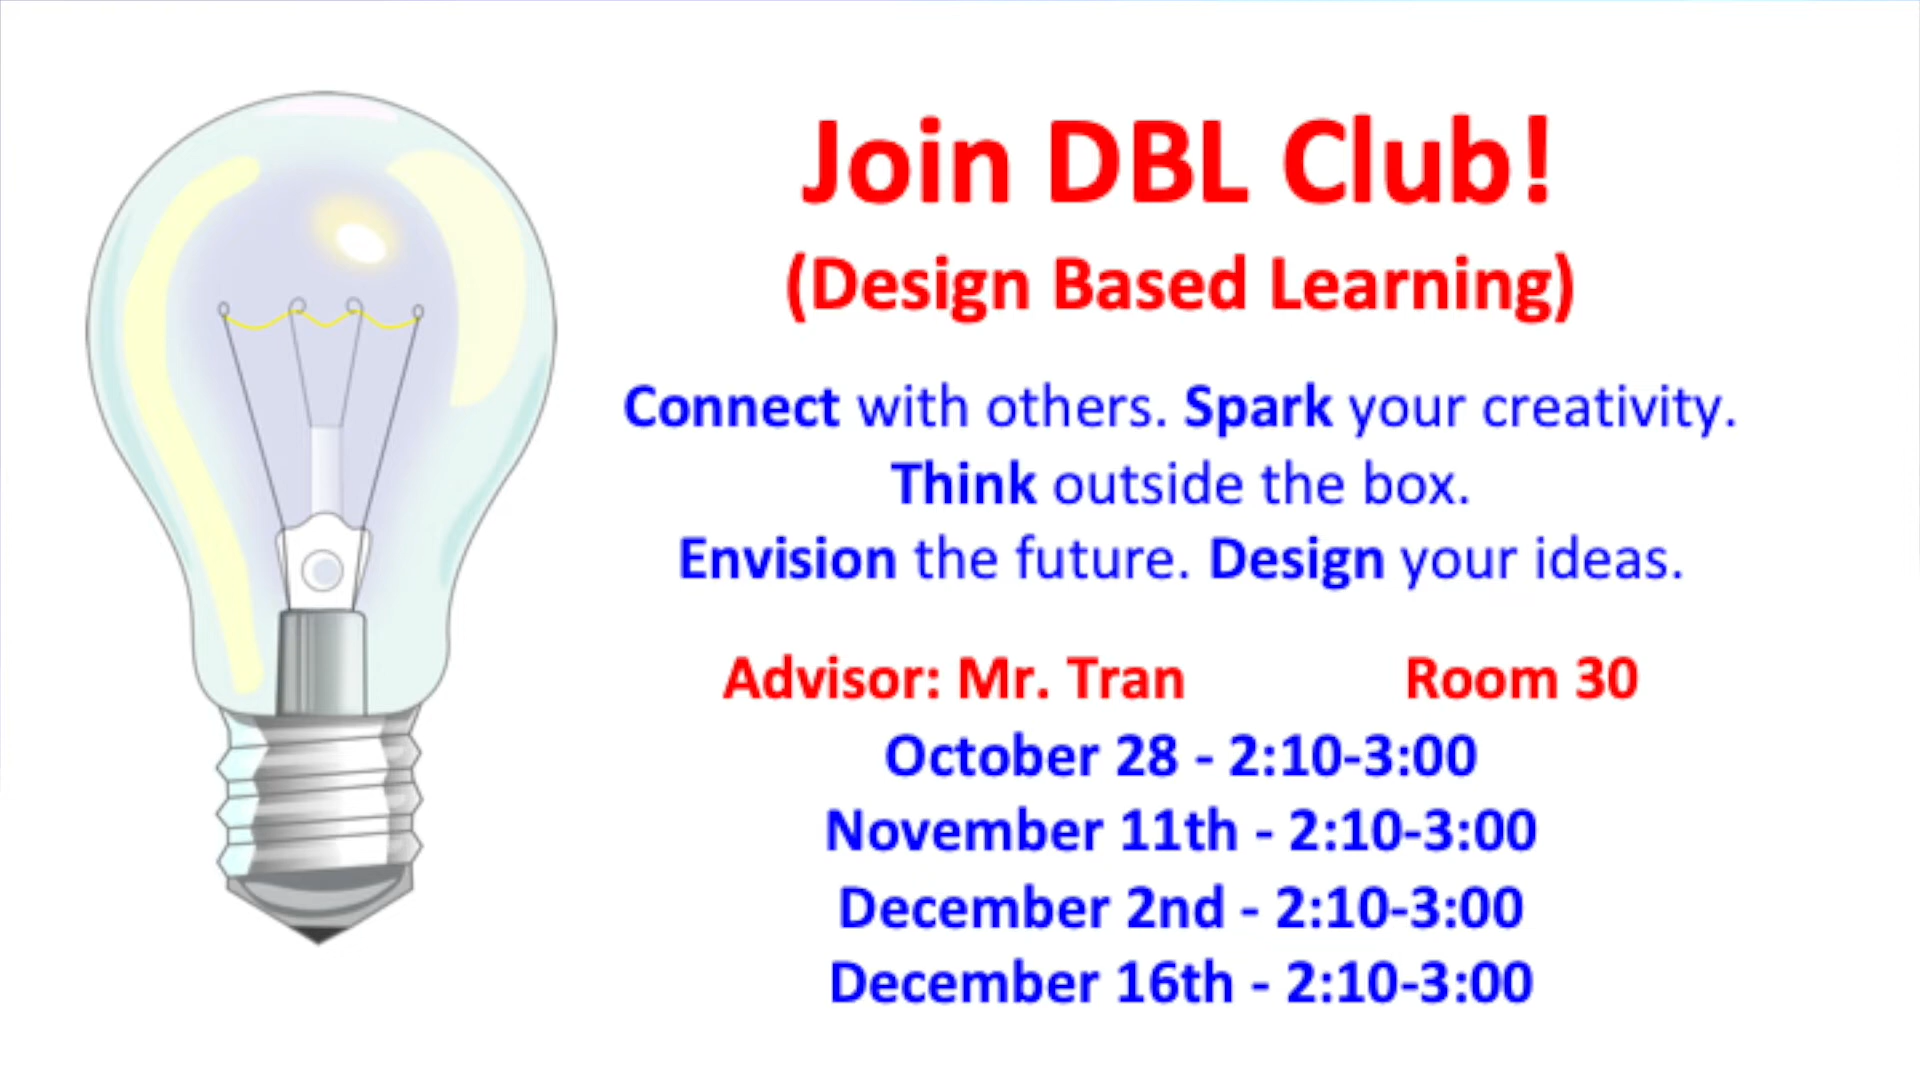 Join DBL Club!
(Design Based Learning)
Connect with others. Spark your creativity.
Think outside the box.
Envision the future. Design your ideas.
Advisor: Mr. Tran Room 30
October 28 - 2:10-3:00
November 11th - 2:10-3:00
December 2nd - 2:10-3:00
December 16th - 2:10-3:00